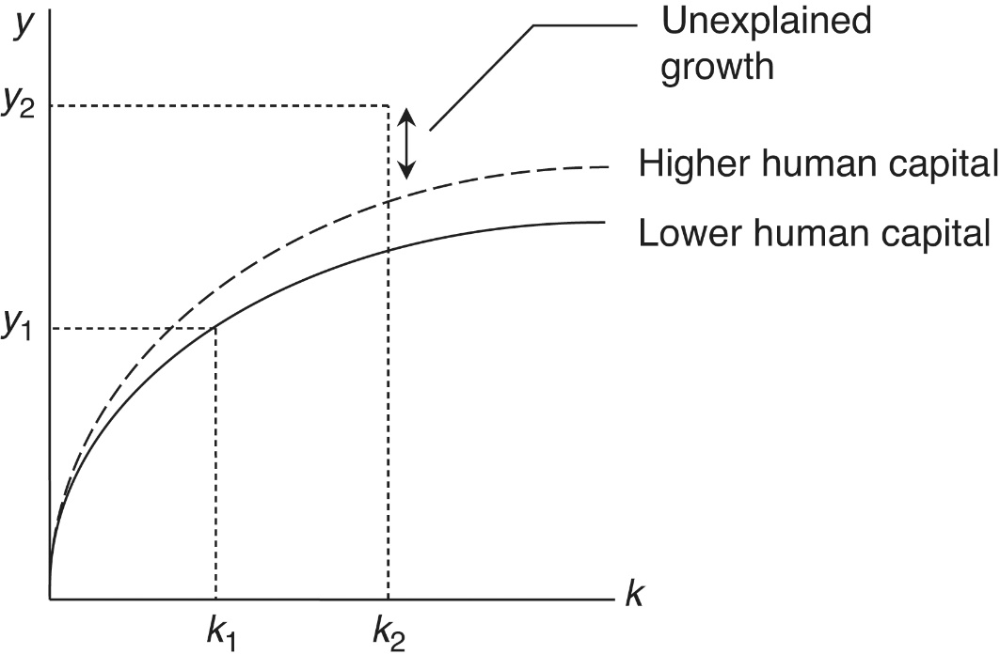 y
Unexplained
growth
y₂
Higher human capital
Lower human capital
y₁
k
k₁
k₂